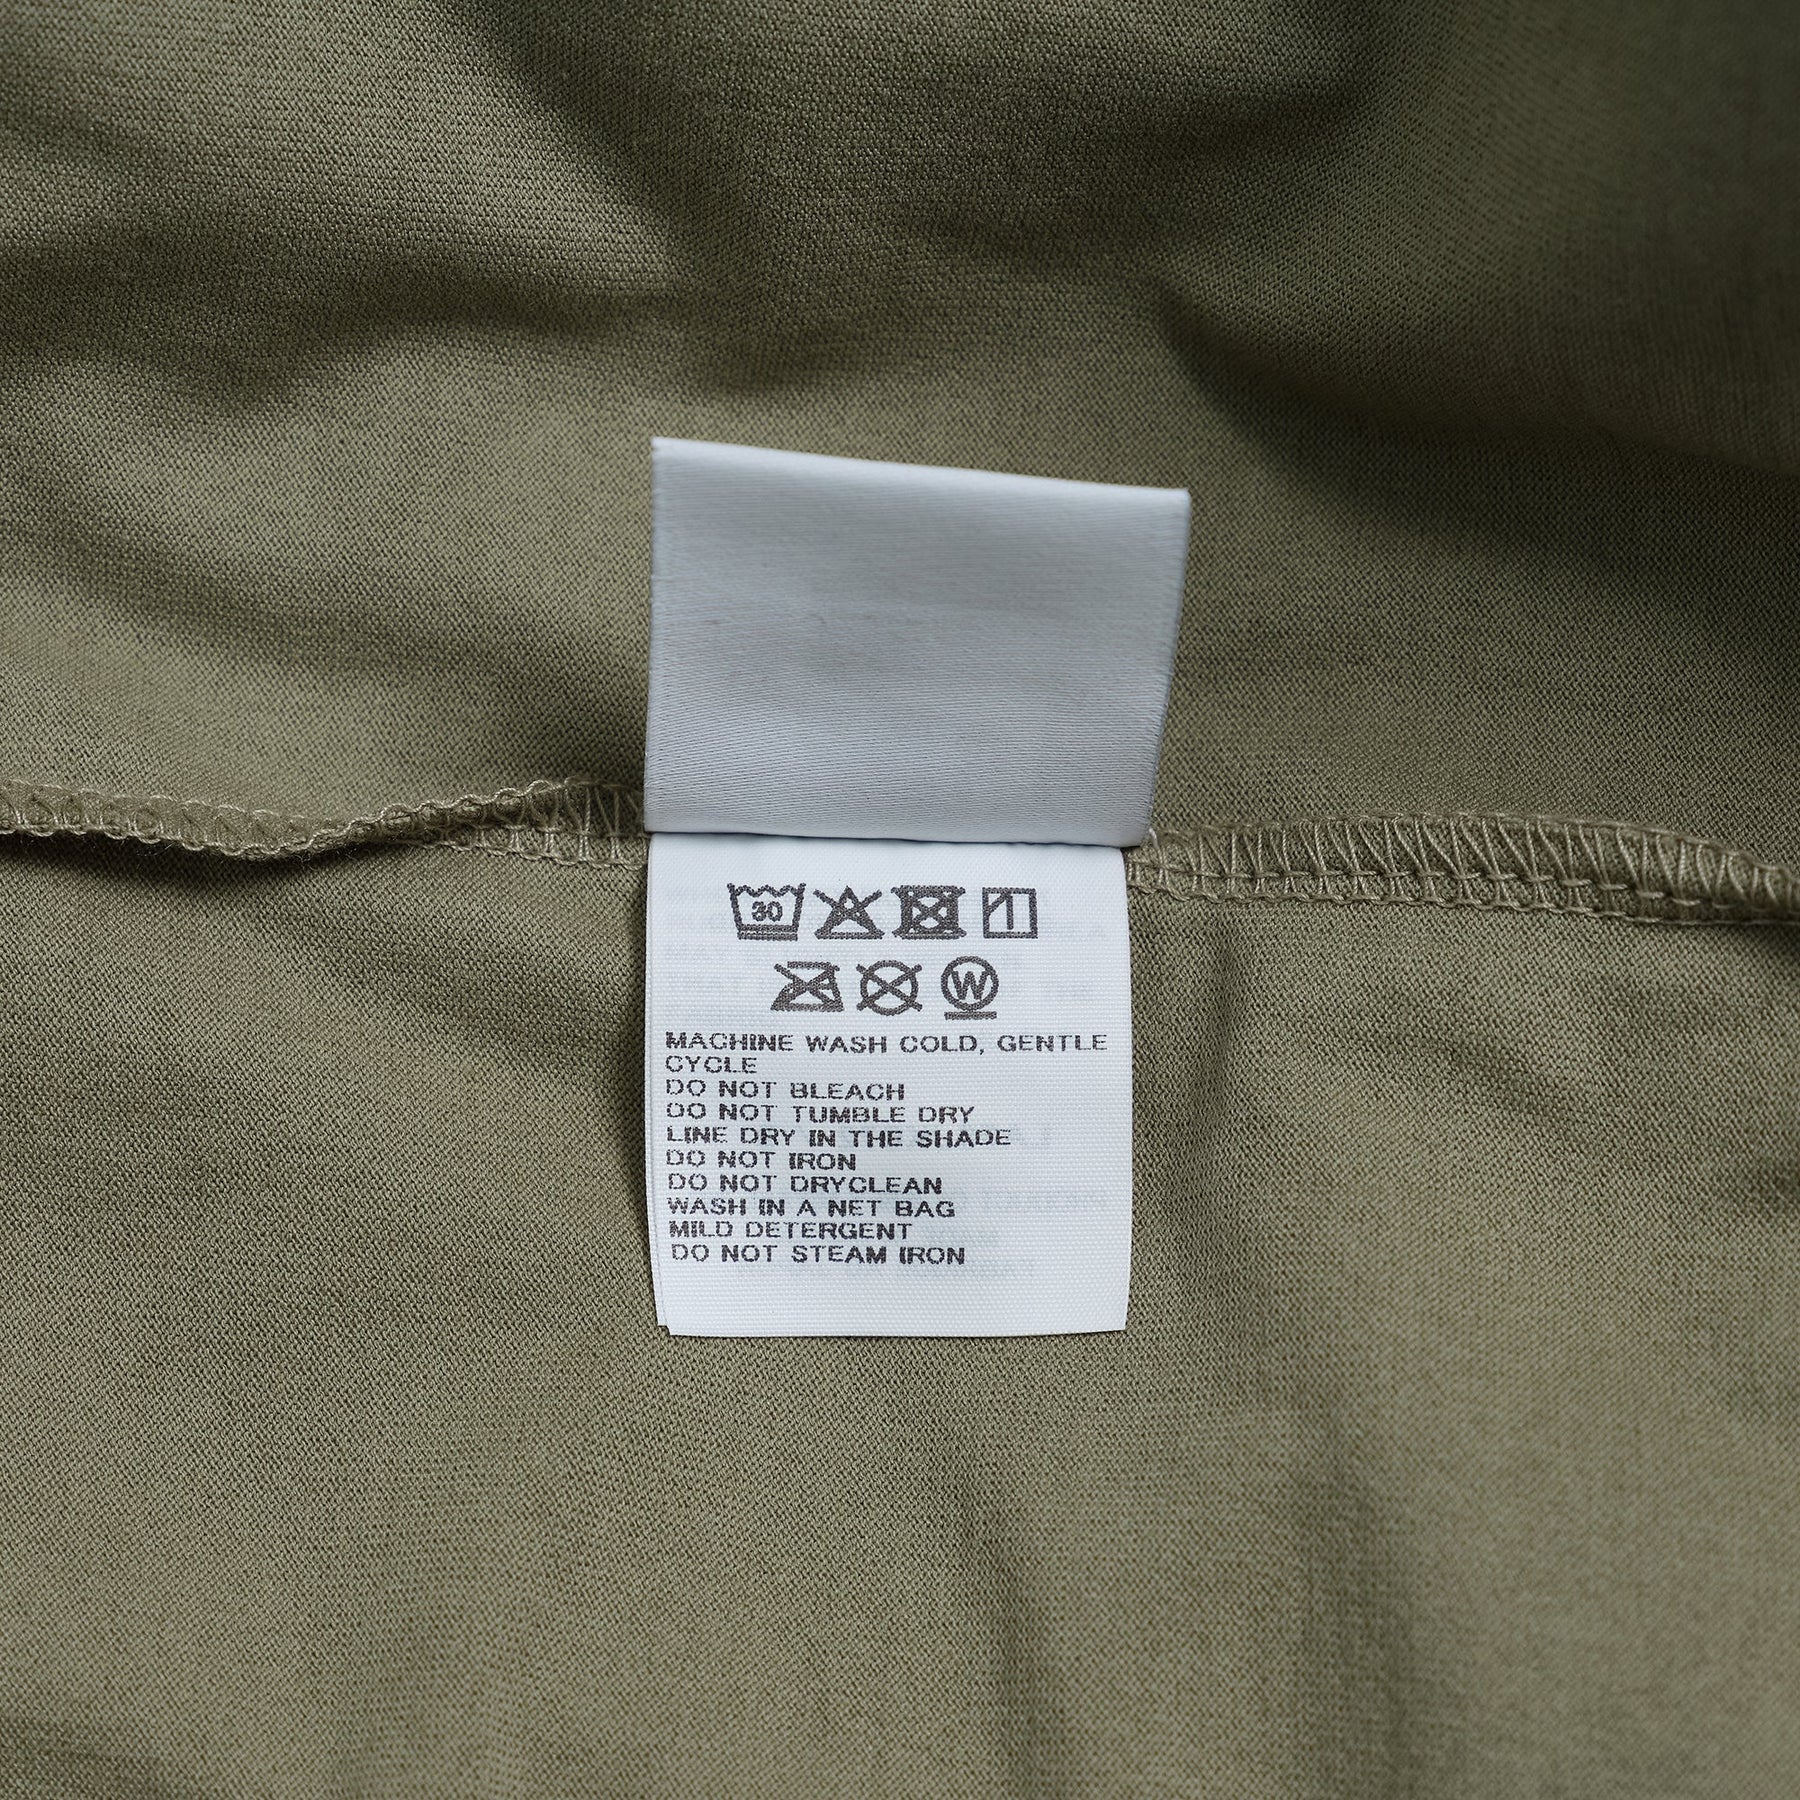 30
W
MACHINE WASH COLD, GENTLE
CYCLE
DO NOT BLEACH
DO NOT TUMBLE DRY
LINE DRY IN THE SHADE
DO NOT IRON
DO NOT DRYCLEAN
WASH IN A NET BAG
MILD DETERGENT
DO NOT STEAM IRON